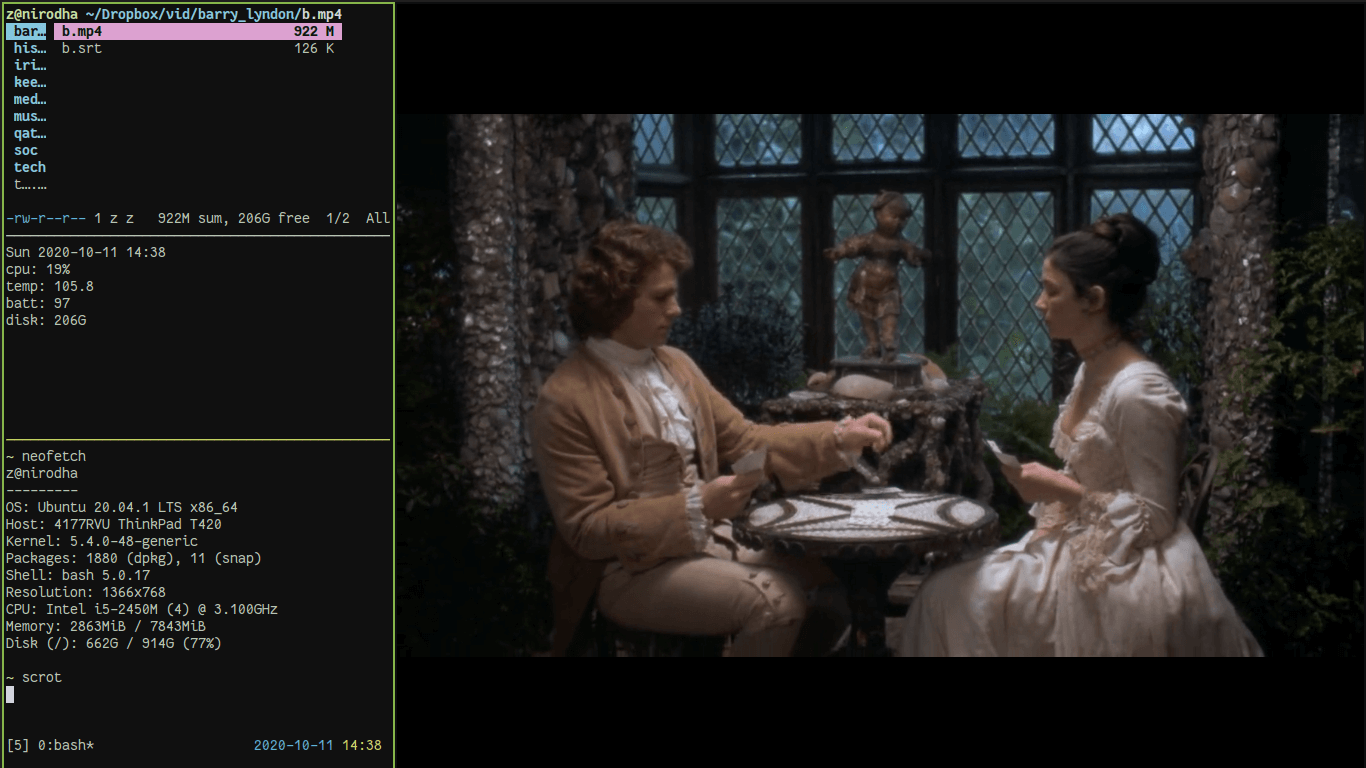 z@nirodha ~/Dropbox/vid/barry_lyndon/b.mp4
bar… b.mp4 922 M
his… b.srt 126 K
iri…
kee…
med…
mus…
qat…
soc
tech
t….…
-rw-r--r-- 1 z z 922M sum, 206G free 1/2 All
Sun 2020-10-11 14:38
cpu: 19%
temp: 105.8
batt: 97
disk: 206G
~ neofetch
z@nirodha
---------
OS: Ubuntu 20.04.1 LTS x86_64
Host: 4177RVU ThinkPad T420
Kernel: 5.4.0-48-generic
Packages: 1880 (dpkg), 11 (snap)
Shell: bash 5.0.17
Resolution: 1366x768
CPU: Intel i5-2450M (4) @ 3.100GHz
Memory: 2863MiB / 7843MiB
Disk (/): 662G / 914G (77%)
~ scrot
[5] 0:bash* 2020-10-11 14:38